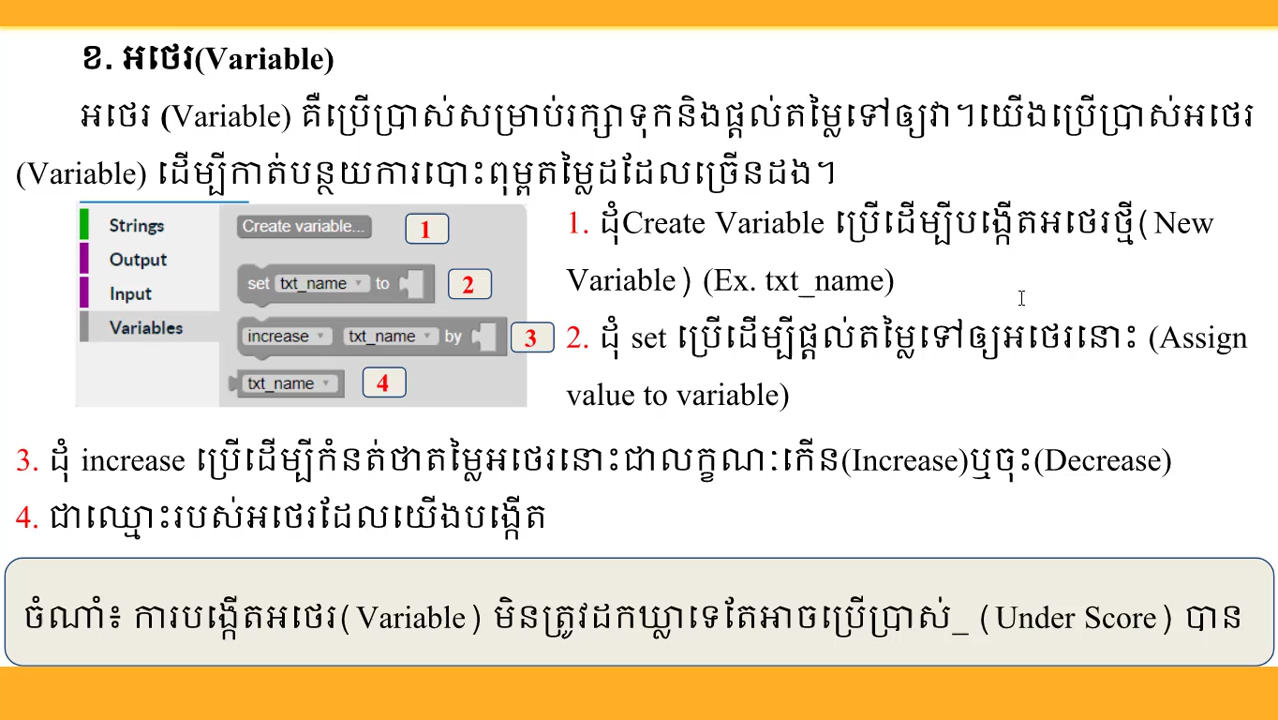 ខ. អថេរ(Variable)
អថេរ (Variable) គឺប្រើប្រាស់សម្រាប់រក្សាទុកនិងផ្តល់តម្លៃទៅឲ្យវា។យើងប្រើប្រាស់អថេរ
(Variable) ដើម្បីកាត់បន្ថយការបោះពុម្ពតម្លៃដដែលច្រើនដង។
Strings
Output
Input
Variables
Create variable... 1
set txt_name to 2
increase txt_name by 3
txt_name 4
1. ដុំCreate Variable ប្រើដើម្បីបង្កើតអថេរថ្មី(New
Variable) (Ex. txt_name)
2. ដុំ set ប្រើដើម្បីផ្តល់តម្លៃទៅឲ្យអថេរនោះ (Assign
value to variable)
3. ដុំ increase ប្រើដើម្បីកំនត់ថាតម្លៃអថេរនោះជាលក្ខណៈកើន(Increase)ឬចុះ(Decrease)
4. ជាឈ្មោះរបស់អថេរដែលយើងបង្កើត
ចំណាំ៖ ការបង្កើតអថេរ(Variable) មិនត្រូវដកឃ្លាទេតែអាចប្រើប្រាស់_ (Under Score) បាន